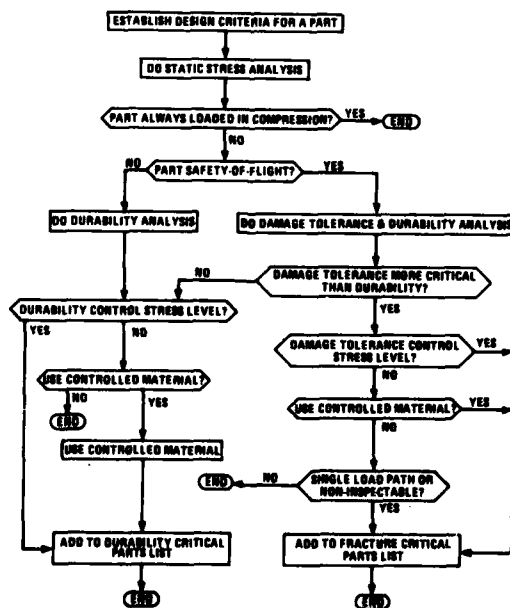 ESTABLISH DESIGN CRITERIA FOR A PART
DO STATIC STRESS ANALYSIS
PART ALWAYS LOADED IN COMPRESSION?
YES
END
NO
PART SAFETY-OF-FLIGHT?
NO
YES
DO DURABILITY ANALYSIS
DO DAMAGE TOLERANCE & DURABILITY ANALYSIS
NO
DAMAGE TOLERANCE MORE CRITICAL
THAN DURABILITY?
YES
DURABILITY CONTROL STRESS LEVEL?
YES
NO
DAMAGE TOLERANCE CONTROL
STRESS LEVEL?
YES
NO
USE CONTROLLED MATERIAL?
NO
YES
END
USE CONTROLLED MATERIAL?
YES
NO
USE CONTROLLED MATERIAL
SINGLE LOAD PATH OR
NON-INSPECTABLE?
NO
END
YES
ADD TO DURABILITY CRITICAL
PARTS LIST
ADD TO FRACTURE CRITICAL
PARTS LIST
END
END